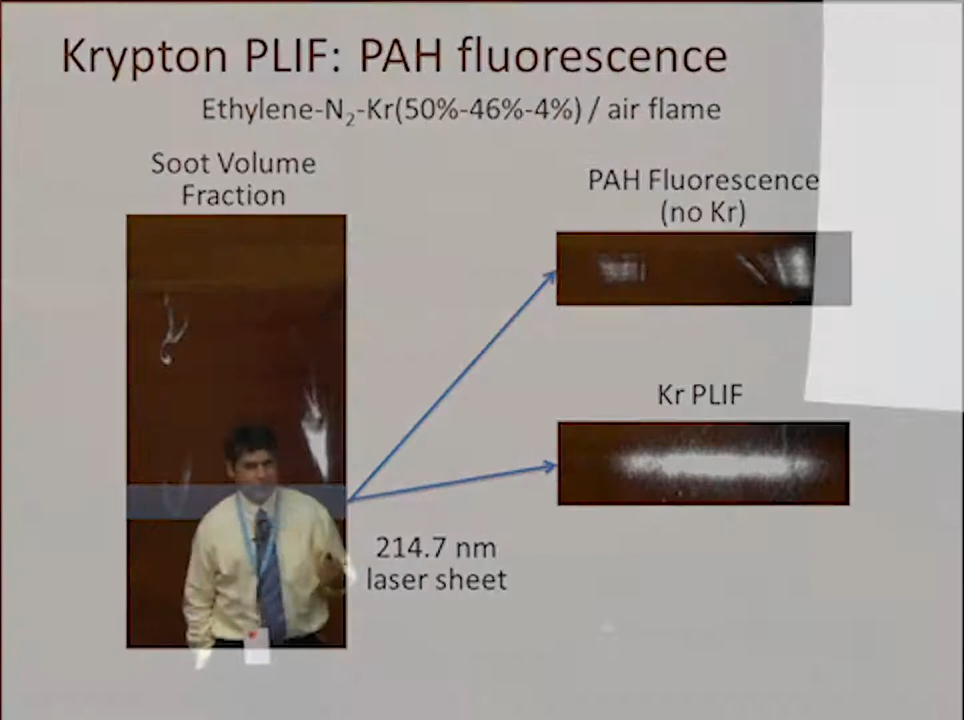 Krypton PLIF: PAH fluorescence
Ethylene-N₂-Kr(50%-46%-4%) / air flame
Soot Volume
Fraction
PAH Fluorescence
(no Kr)
Kr PLIF
214.7 nm
laser sheet